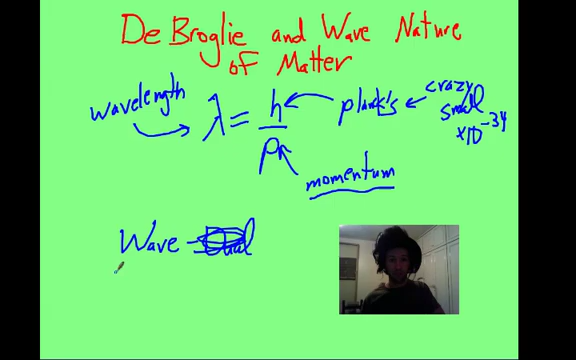 De Broglie and Wave Nature
of Matter
wavelength
λ = h
p
plank's
crazy
small
x10⁻³⁴
momentum
Wave -